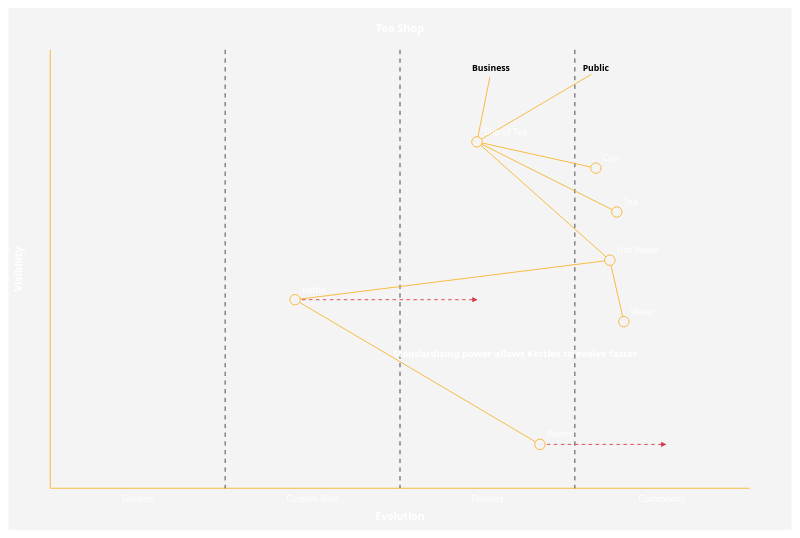 Tea Shop
Business
Public
Cup of Tea
Cup
Tea
Hot Water
Kettle
Water
Standardising power allows Kettles to evolve faster
Power
Genesis
Custom Built
Product
Commodity
Evolution
Visibility